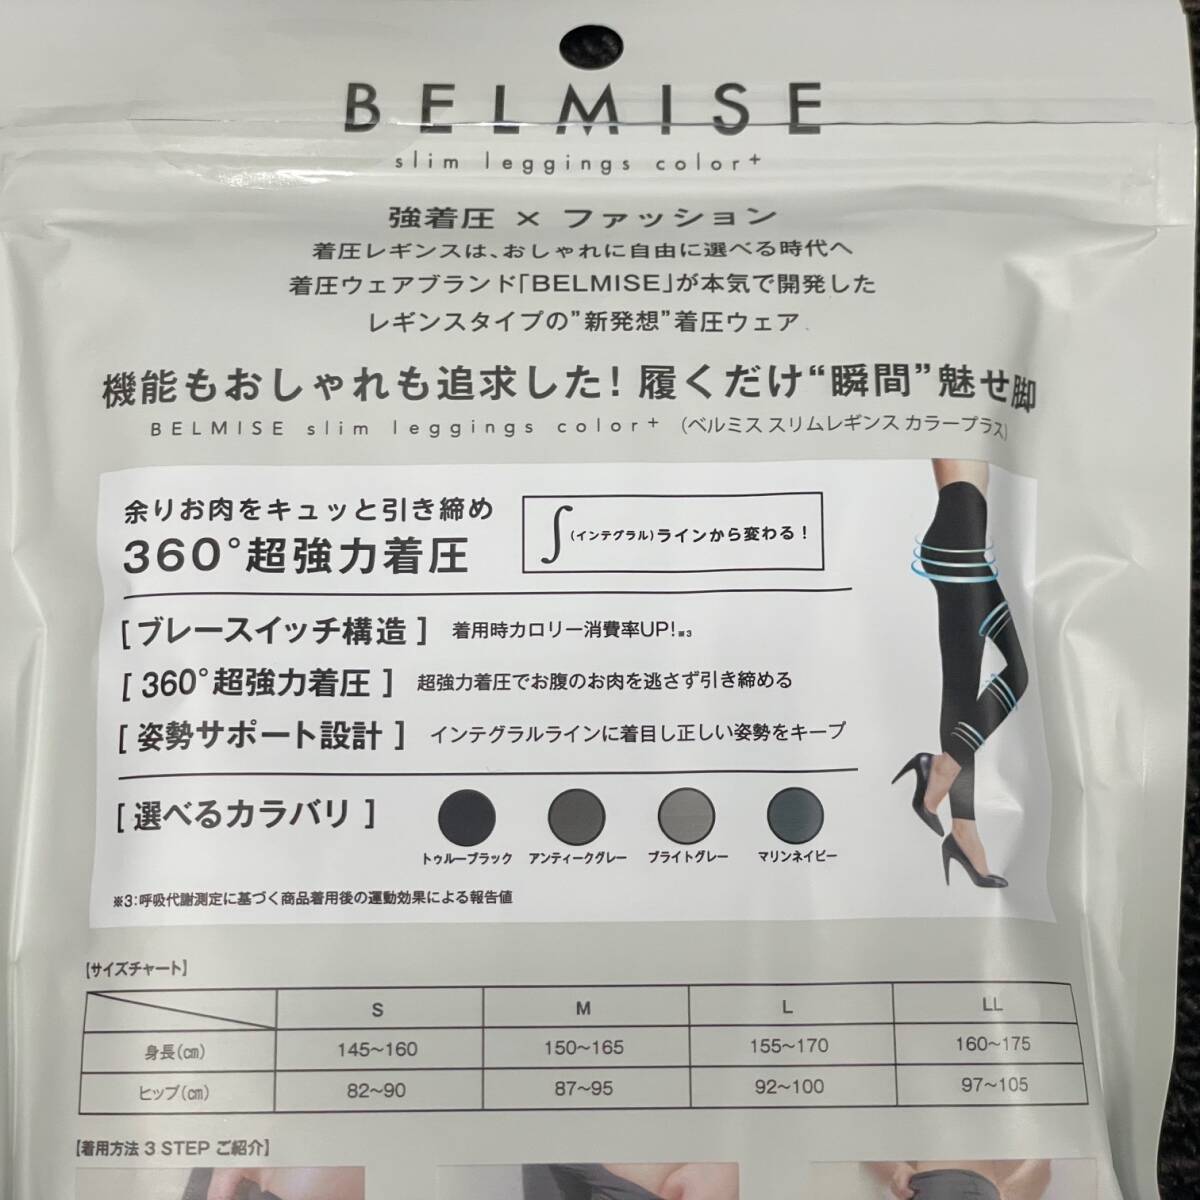 BELMISE
slim leggings color+
強着圧 × ファッション
着圧レギンスは、おしゃれに自由に選べる時代へ
着圧ウェアブランド「BELMISE」が本気で開発した
レギンスタイプの”新発想”着圧ウェア
機能もおしゃれも追求した！履くだけ“瞬間”魅せ脚
BELMISE slim leggings color+ （ベルミス スリムレギンス カラープラス）
余りお肉をキュッと引き締め
360°超強力着圧
∫(インテグラル)ラインから変わる！
[ ブレースイッチ構造 ] 着用時カロリー消費率UP!※3
[ 360°超強力着圧 ] 超強力着圧でお腹のお肉を逃さず引き締める
[ 姿勢サポート設計 ] インテグラルラインに着目し正しい姿勢をキープ
[ 選べるカラバリ ]
トゥルーブラック アンティークグレー ブライトグレー マリンネイビー
※3：呼吸代謝測定に基づく商品着用後の運動効果による報告値
【サイズチャート】
S M L LL
身長(㎝) 145~160 150~165 155~170 160~175
ヒップ(㎝) 82~90 87~95 92~100 97~105
【着用方法 3 STEP ご紹介】